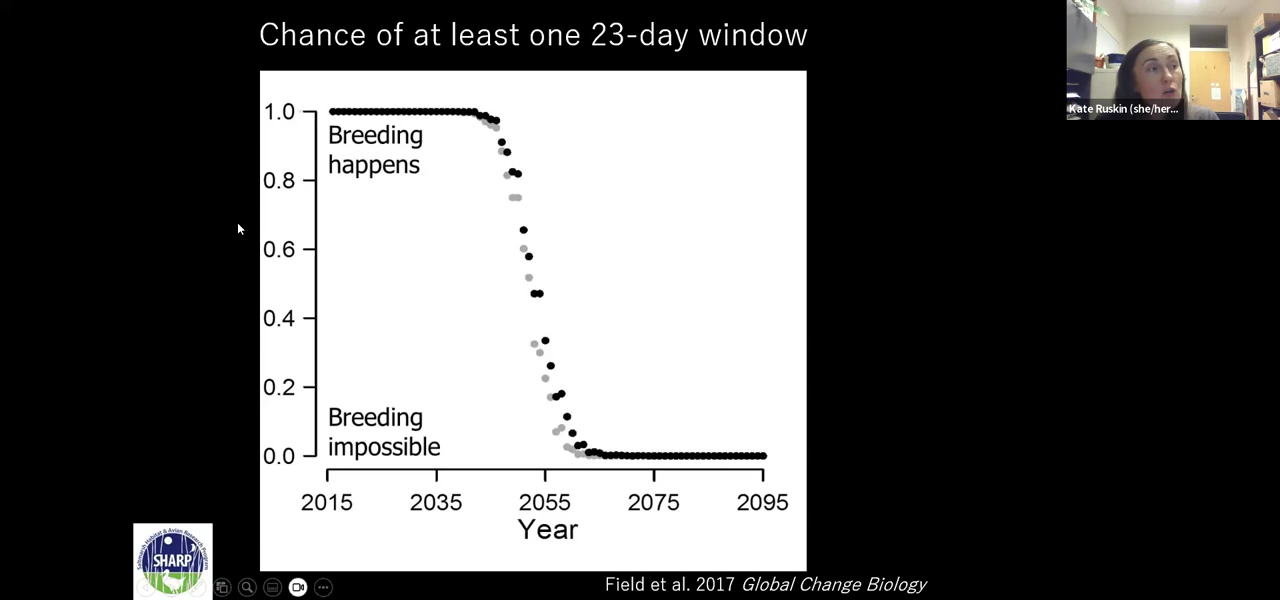 Chance of at least one 23-day window
Kate Ruskin (she/her...
1.0
Breeding
happens
0.8
0.6
0.4
0.2
Breeding
impossible
0.0
2015 2035 2055 2075 2095
Year
SHARP
Field et al. 2017 Global Change Biology